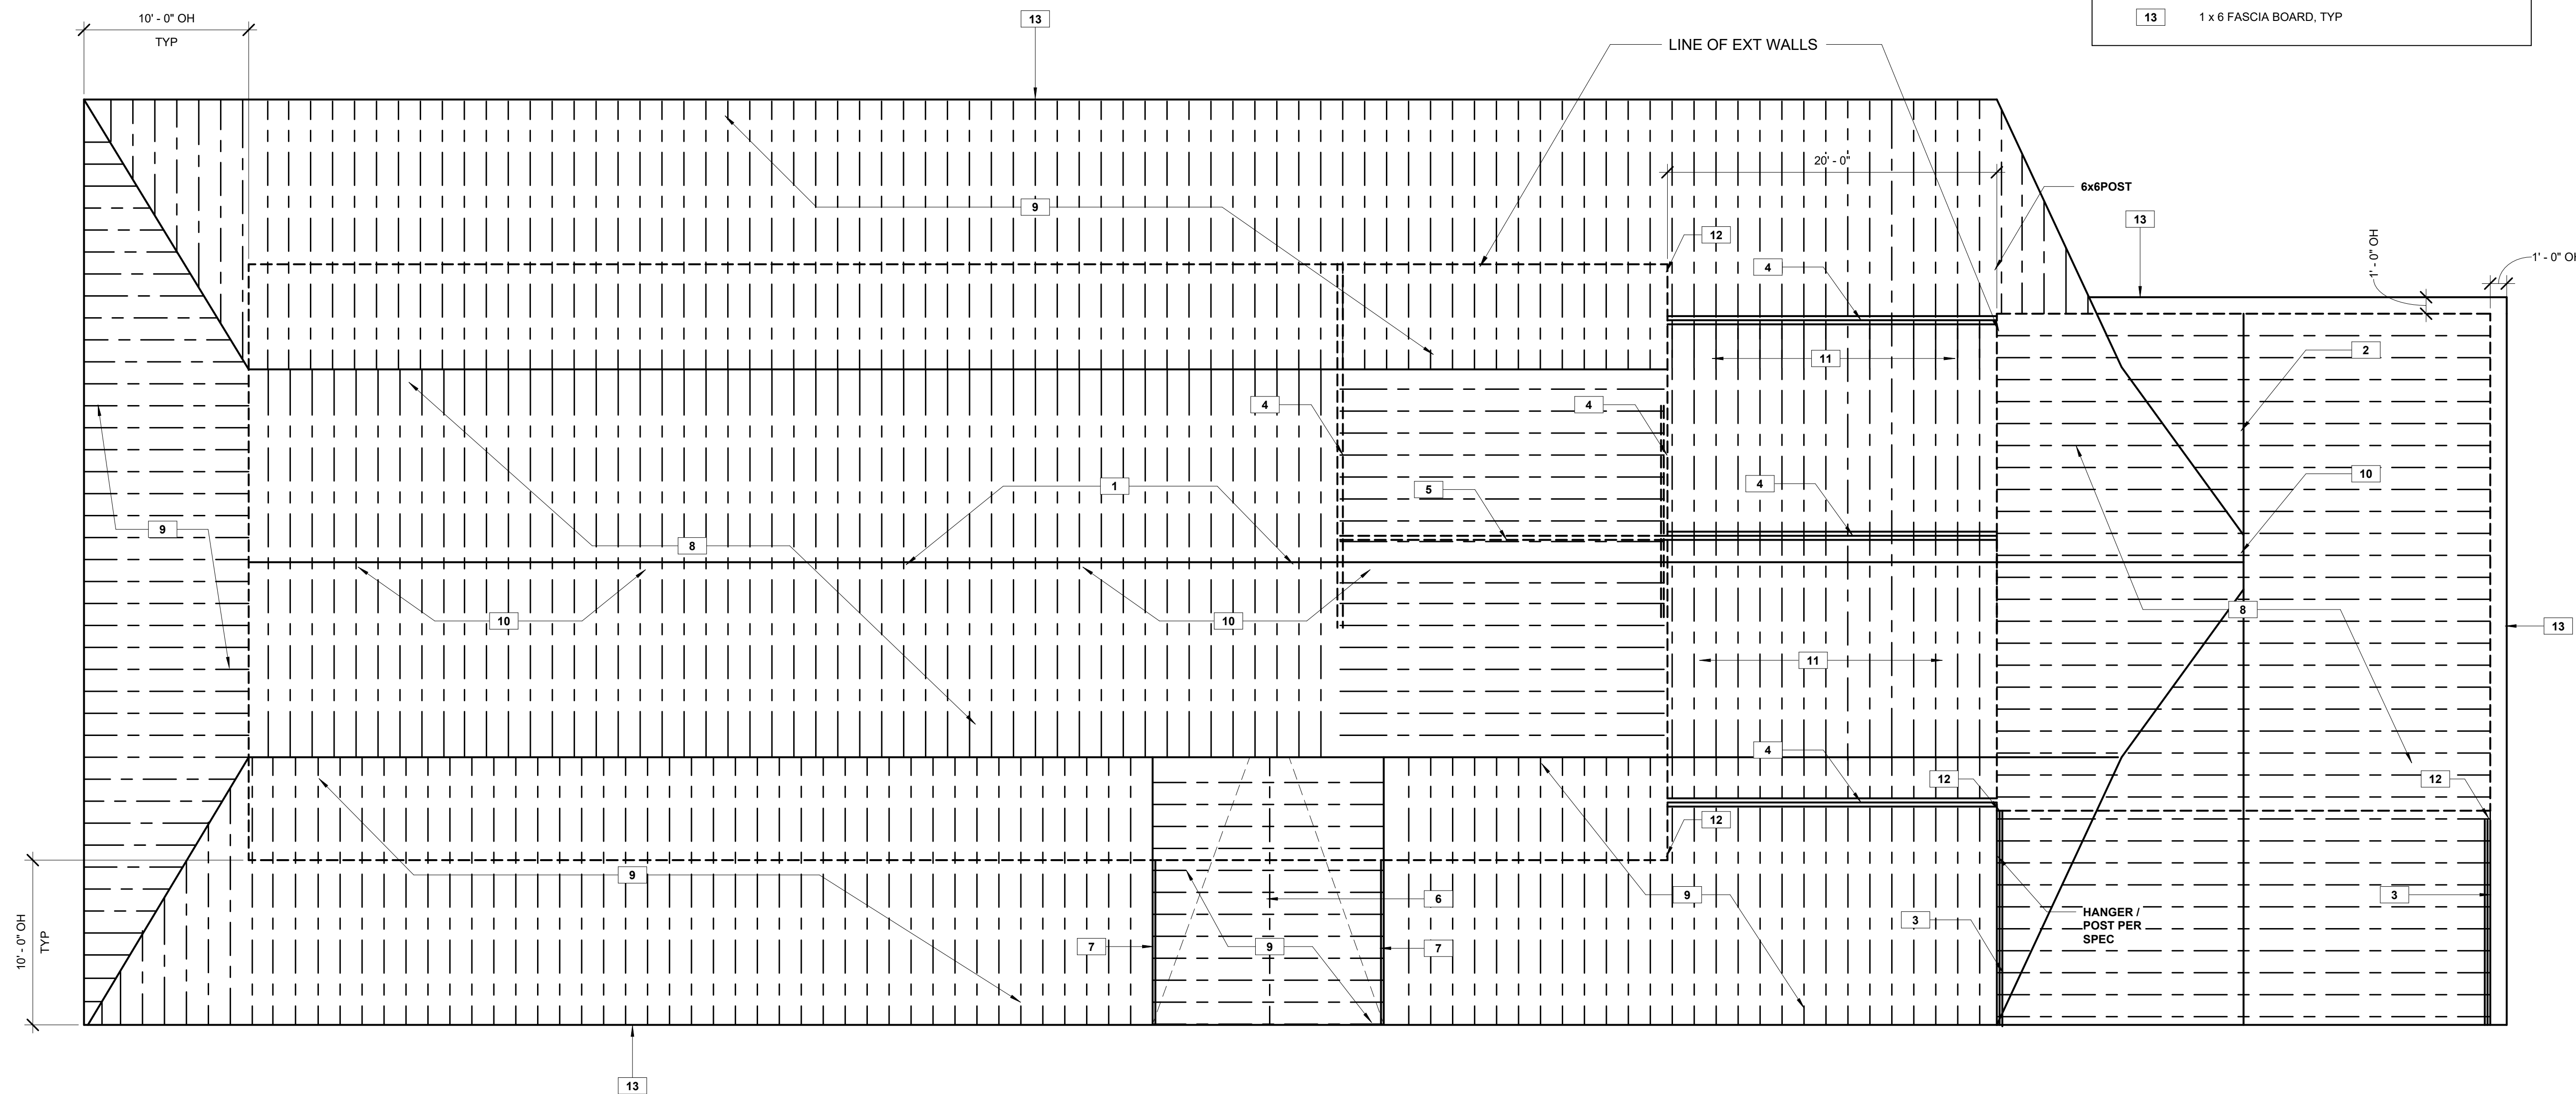 13 1 x 6 FASCIA BOARD, TYP
10' - 0" OH
TYP
13
LINE OF EXT WALLS
20' - 0"
6x6POST
9
13
12
1' - 0" OH
1' - 0" OH
4
2
11
4
4
10
4
1
5
9
8
8
10
10
13
11
4
12
12
12
9
6
9
3
10' - 0" OH
TYP
HANGER /
POST PER
SPEC
3
7
9
7
13